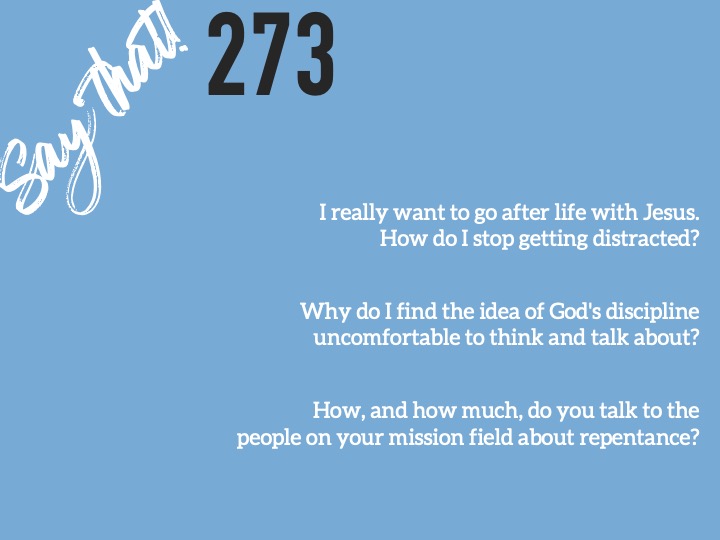 Say that!
273
I really want to go after life with Jesus.
How do I stop getting distracted?
Why do I find the idea of God's discipline
uncomfortable to think and talk about?
How, and how much, do you talk to the
people on your mission field about repentance?